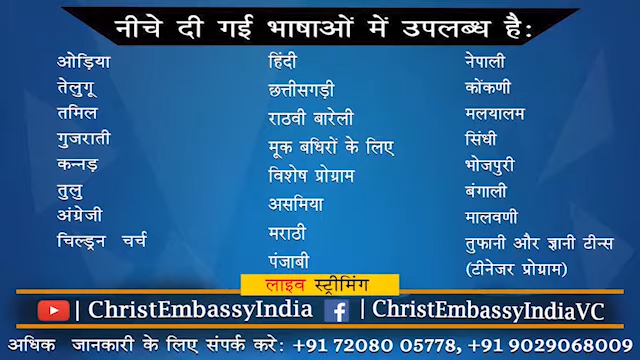 नीचे दी गई भाषाओं में उपलब्ध है:
ओड़िया
तेलुगू
तमिल
गुजराती
कन्नड़
तुलु
अंग्रेजी
चिल्ड्रन चर्च
हिंदी
छत्तीसगड़ी
राठवी बारेली
मूक बधिरों के लिए
विशेष प्रोग्राम
असमिया
मराठी
पंजाबी
नेपाली
कोंकणी
मलयालम
सिंधी
भोजपुरी
बंगाली
मालवणी
तुफानी और ज्ञानी टीन्स
(टीनेजर प्रोग्राम)
लाइव स्ट्रीमिंग
| ChristEmbassyIndia f | ChristEmbassyIndiaVC
अधिक जानकारी के लिए संपर्क करे: +91 72080 05778, +91 9029068009